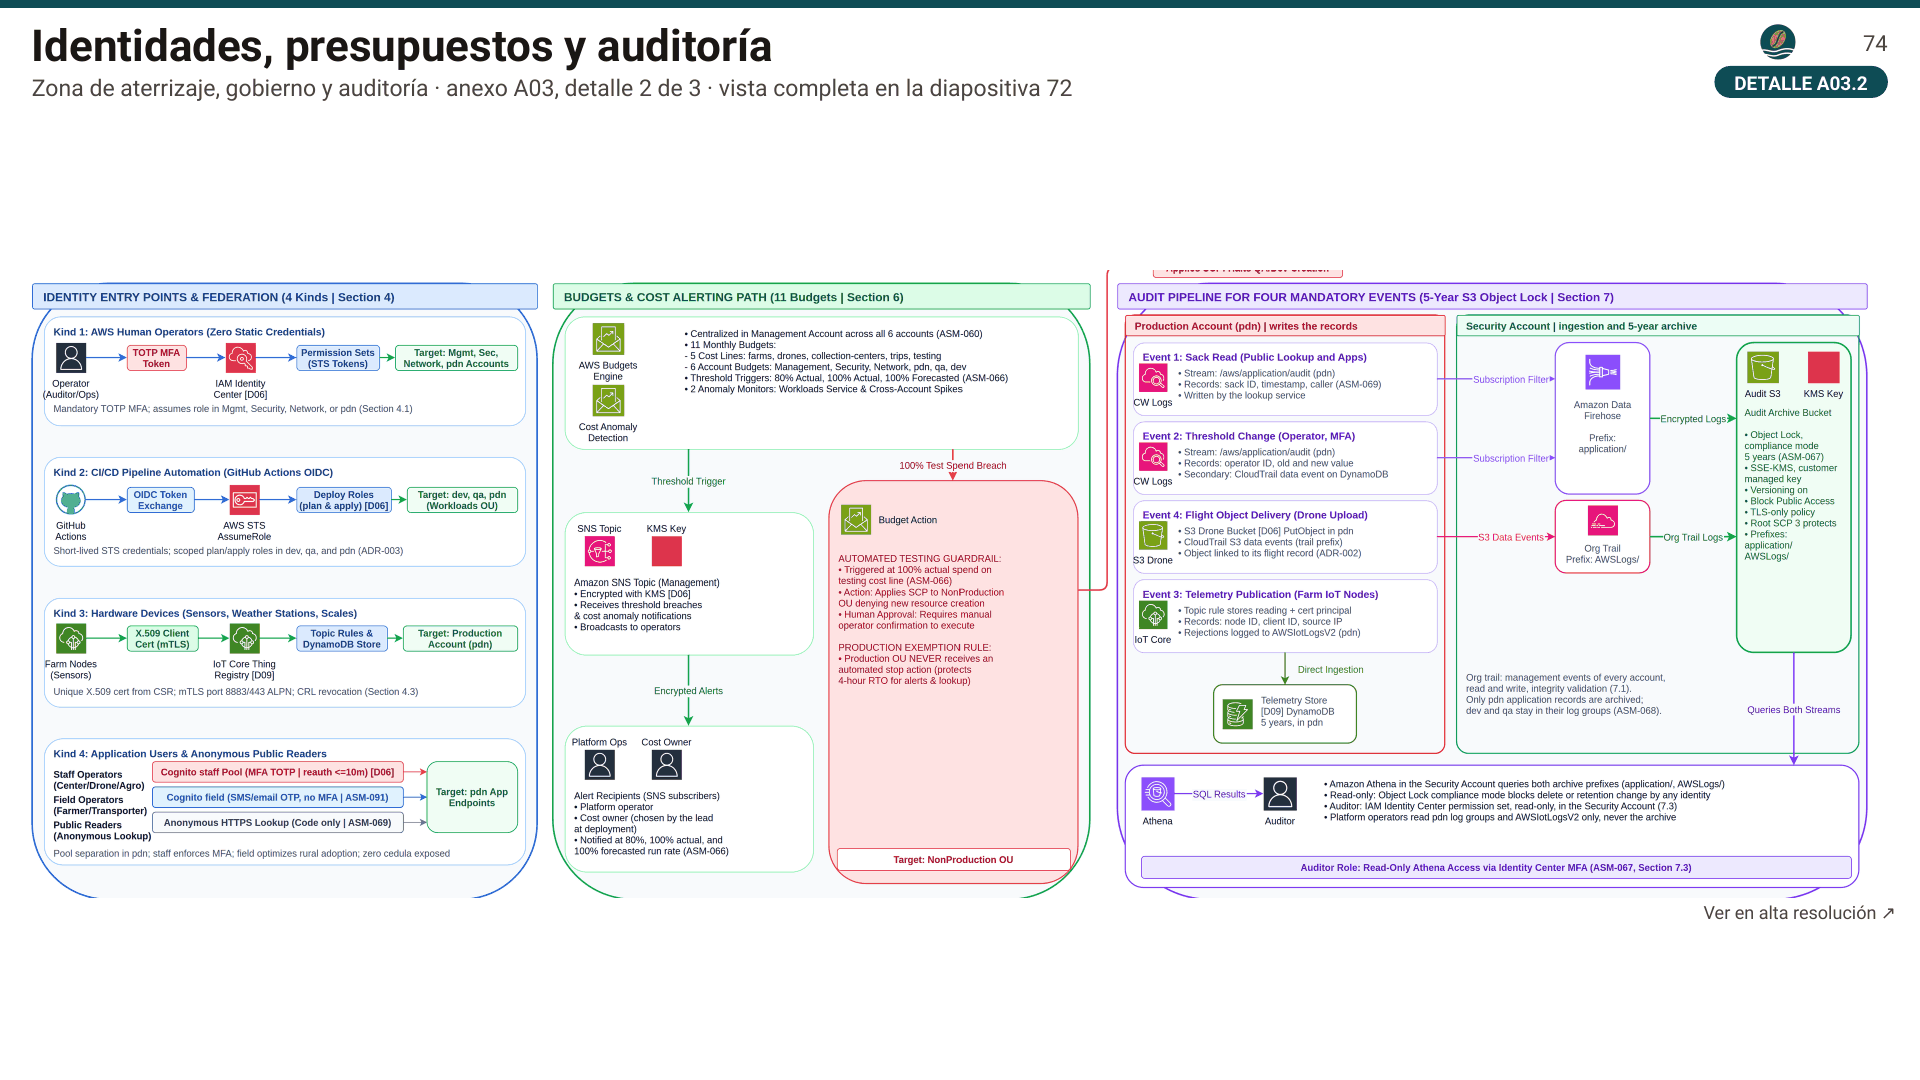 Identidades, presupuestos y auditoría
74
Zona de aterrizaje, gobierno y auditoría · anexo A03, detalle 2 de 3 · vista completa en la diapositiva 72
DETALLE A03.2
IDENTITY ENTRY POINTS & FEDERATION (4 Kinds | Section 4)
Kind 1: AWS Human Operators (Zero Static Credentials)
TOTP MFA
Token
Permission Sets
(STS Tokens)
Target: Mgmt, Sec,
Network, pdn Accounts
Operator
(Auditor/Ops)
IAM Identity
Center [D06]
Mandatory TOTP MFA; assumes role in Mgmt, Security, Network, or pdn (Section 4.1)
Kind 2: CI/CD Pipeline Automation (GitHub Actions OIDC)
OIDC Token
Exchange
Deploy Roles
(plan & apply) [D06]
Target: dev, qa, pdn
(Workloads OU)
GitHub
Actions
AWS STS
AssumeRole
Short-lived STS credentials; scoped plan/apply roles in dev, qa, and pdn (ADR-003)
Kind 3: Hardware Devices (Sensors, Weather Stations, Scales)
X.509 Client
Cert (mTLS)
Topic Rules &
DynamoDB Store
Target: Production
Account (pdn)
Farm Nodes
(Sensors)
IoT Core Thing
Registry [D09]
Unique X.509 cert from CSR; mTLS port 8883/443 ALPN; CRL revocation (Section 4.3)
Kind 4: Application Users & Anonymous Public Readers
Staff Operators
(Center/Drone/Agro)
Cognito staff Pool (MFA TOTP | reauth <=10m) [D06]
Field Operators
(Farmer/Transporter)
Cognito field (SMS/email OTP, no MFA | ASM-091)
Public Readers
(Anonymous Lookup)
Anonymous HTTPS Lookup (Code only | ASM-069)
Target: pdn App
Endpoints
Pool separation in pdn; staff enforces MFA; field optimizes rural adoption; zero cedula exposed
BUDGETS & COST ALERTING PATH (11 Budgets | Section 6)
AWS Budgets
Engine
Cost Anomaly
Detection
• Centralized in Management Account across all 6 accounts (ASM-060)
• 11 Monthly Budgets:
- 5 Cost Lines: farms, drones, collection-centers, trips, testing
- 6 Account Budgets: Management, Security, Network, pdn, qa, dev
• Threshold Triggers: 80% Actual, 100% Actual, 100% Forecasted (ASM-066)
• 2 Anomaly Monitors: Workloads Service & Cross-Account Spikes
Threshold Trigger
100% Test Spend Breach
SNS Topic
KMS Key
Amazon SNS Topic (Management)
• Encrypted with KMS [D06]
• Receives threshold breaches
& cost anomaly notifications
• Broadcasts to operators
Encrypted Alerts
Platform Ops
Cost Owner
Alert Recipients (SNS subscribers)
• Platform operator
• Cost owner (chosen by the lead
at deployment)
• Notified at 80%, 100% actual, and
100% forecasted run rate (ASM-066)
Budget Action
AUTOMATED TESTING GUARDRAIL:
• Triggered at 100% actual spend on
testing cost line (ASM-066)
• Action: Applies SCP to NonProduction
OU denying new resource creation
• Human Approval: Requires manual
operator confirmation to execute
PRODUCTION EXEMPTION RULE:
• Production OU NEVER receives an
automated stop action (protects
4-hour RTO for alerts & lookup)
Target: NonProduction OU
AUDIT PIPELINE FOR FOUR MANDATORY EVENTS (5-Year S3 Object Lock | Section 7)
Production Account (pdn) | writes the records
Event 1: Sack Read (Public Lookup and Apps)
CW Logs
• Stream: /aws/application/audit (pdn)
• Records: sack ID, timestamp, caller (ASM-069)
• Written by the lookup service
Event 2: Threshold Change (Operator, MFA)
CW Logs
• Stream: /aws/application/audit (pdn)
• Records: operator ID, old and new value
• Secondary: CloudTrail data event on DynamoDB
Event 4: Flight Object Delivery (Drone Upload)
S3 Drone
• S3 Drone Bucket [D06] PutObject in pdn
• CloudTrail S3 data events (trail prefix)
• Object linked to its flight record (ADR-002)
Event 3: Telemetry Publication (Farm IoT Nodes)
IoT Core
• Topic rule stores reading + cert principal
• Records: node ID, client ID, source IP
• Rejections logged to AWSIotLogsV2 (pdn)
Direct Ingestion
Telemetry Store
[D09] DynamoDB
5 years, in pdn
Subscription Filter
Subscription Filter
S3 Data Events
Security Account | ingestion and 5-year archive
Amazon Data
Firehose
Prefix:
application/
Org Trail
Prefix: AWSLogs/
Encrypted Logs
Org Trail Logs
Audit S3
KMS Key
Audit Archive Bucket
• Object Lock,
compliance mode
5 years (ASM-067)
• SSE-KMS, customer
managed key
• Versioning on
• Block Public Access
• TLS-only policy
• Root SCP 3 protects
• Prefixes:
application/
AWSLogs/
Org trail: management events of every account,
read and write, integrity validation (7.1).
Only pdn application records are archived;
dev and qa stay in their log groups (ASM-068).
Queries Both Streams
Athena
SQL Results
Auditor
• Amazon Athena in the Security Account queries both archive prefixes (application/, AWSLogs/)
• Read-only: Object Lock compliance mode blocks delete or retention change by any identity
• Auditor: IAM Identity Center permission set, read-only, in the Security Account (7.3)
• Platform operators read pdn log groups and AWSIotLogsV2 only, never the archive
Auditor Role: Read-Only Athena Access via Identity Center MFA (ASM-067, Section 7.3)
Ver en alta resolución ↗